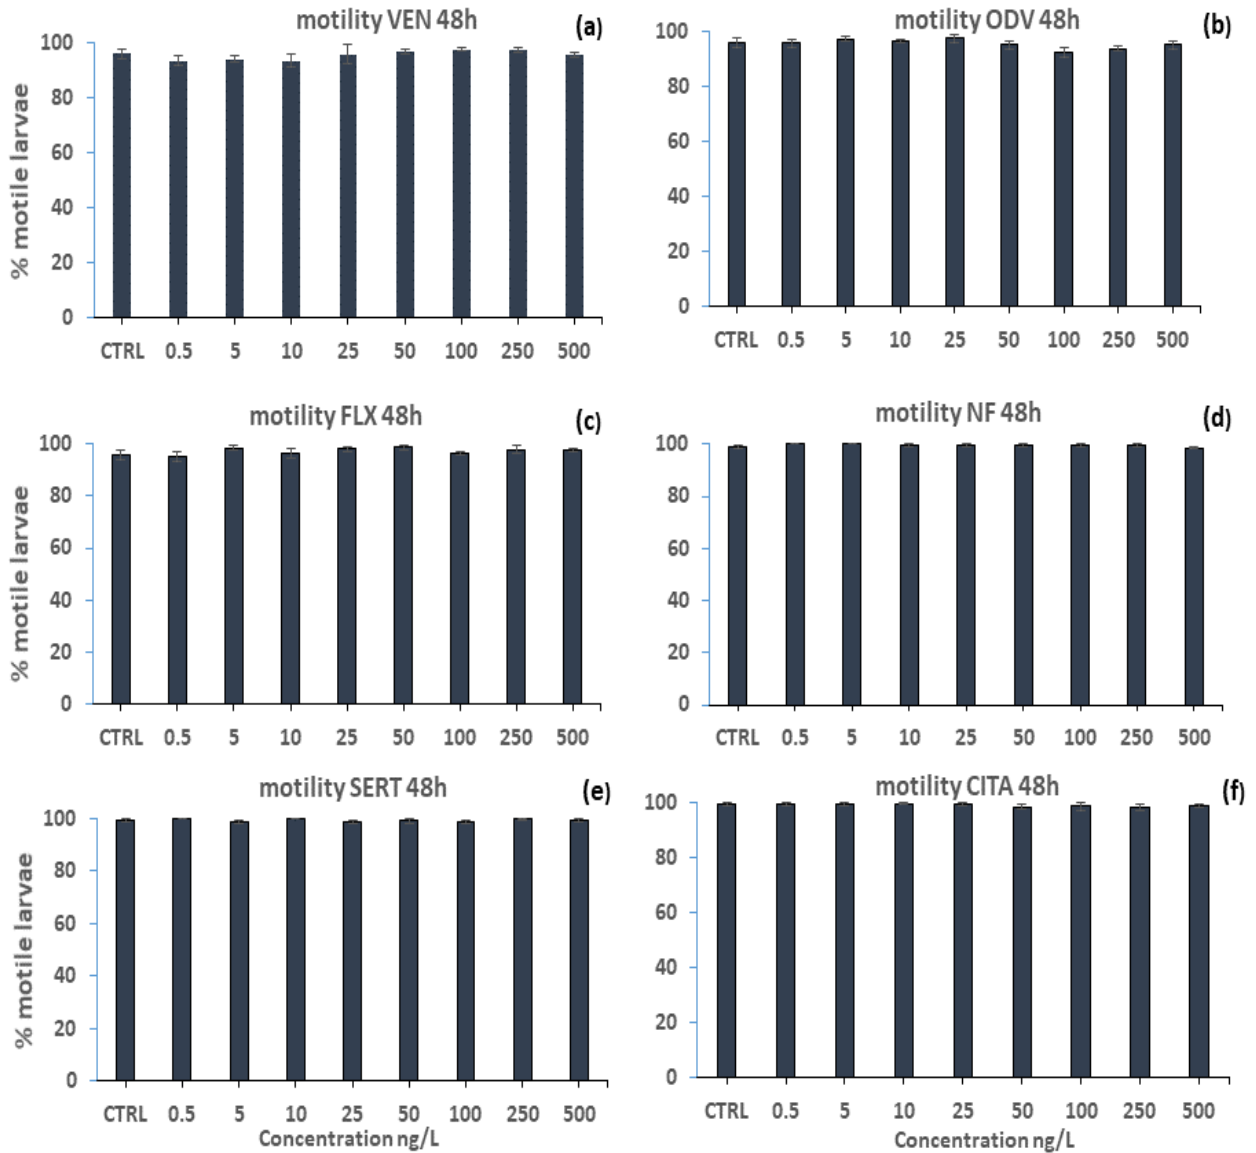 motility VEN 48h (a)
% motile larvae
100
80
60
40
20
0
CTRL 0.5 5 10 25 50 100 250 500
motility ODV 48h (b)
100
80
60
40
20
0
CTRL 0.5 5 10 25 50 100 250 500
motility FLX 48h (c)
% motile larvae
100
80
60
40
20
0
CTRL 0.5 5 10 25 50 100 250 500
motility NF 48h (d)
100
80
60
40
20
0
CTRL 0.5 5 10 25 50 100 250 500
motility SERT 48h (e)
% motile larvae
100
80
60
40
20
0
CTRL 0.5 5 10 25 50 100 250 500
Concentration ng/L
motility CITA 48h (f)
100
80
60
40
20
0
CTRL 0.5 5 10 25 50 100 250 500
Concentration ng/L